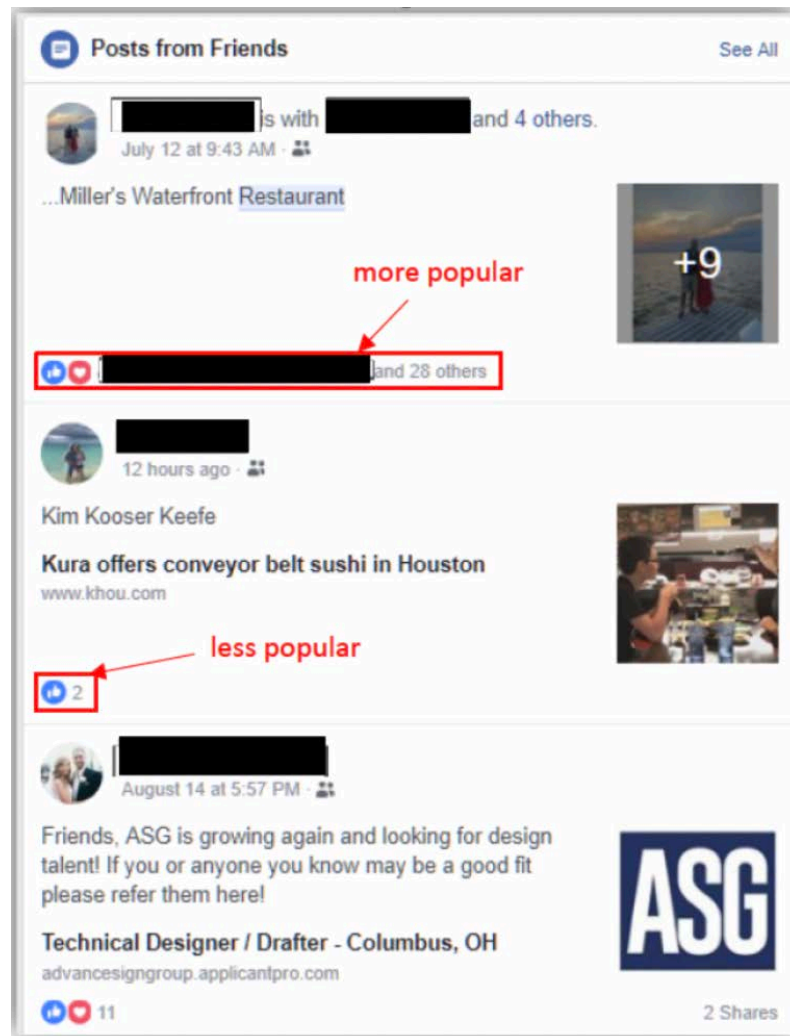 Posts from Friends See All
is with and 4 others.
July 12 at 9:43 AM ·
...Miller's Waterfront Restaurant
+9
more popular
and 28 others
12 hours ago ·
Kim Kooser Keefe
Kura offers conveyor belt sushi in Houston
www.khou.com
less popular
2
August 14 at 5:57 PM ·
Friends, ASG is growing again and looking for design
talent! If you or anyone you know may be a good fit
please refer them here!
ASG
Technical Designer / Drafter - Columbus, OH
advancesigngroup.applicantpro.com
11 2 Shares